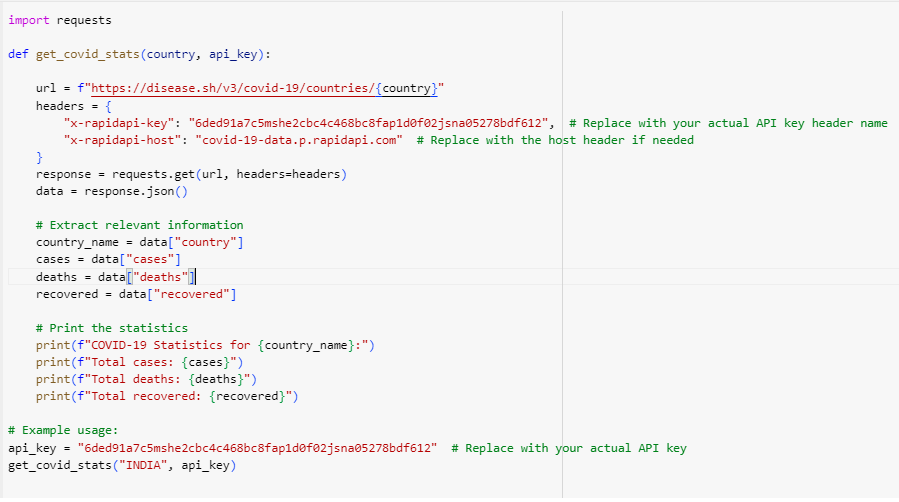 import requests
def get_covid_stats(country, api_key):
url = f"https://disease.sh/v3/covid-19/countries/{country}"
headers = {
"x-rapidapi-key": "6ded91a7c5mshe2cbc4c468bc8fap1d0f02jsna05278bdf612", # Replace with your actual API key header name
"x-rapidapi-host": "covid-19-data.p.rapidapi.com" # Replace with the host header if needed
}
response = requests.get(url, headers=headers)
data = response.json()
# Extract relevant information
country_name = data["country"]
cases = data["cases"]
deaths = data["deaths"]
recovered = data["recovered"]
# Print the statistics
print(f"COVID-19 Statistics for {country_name}:")
print(f"Total cases: {cases}")
print(f"Total deaths: {deaths}")
print(f"Total recovered: {recovered}")
# Example usage:
api_key = "6ded91a7c5mshe2cbc4c468bc8fap1d0f02jsna05278bdf612" # Replace with your actual API key
get_covid_stats("INDIA", api_key)